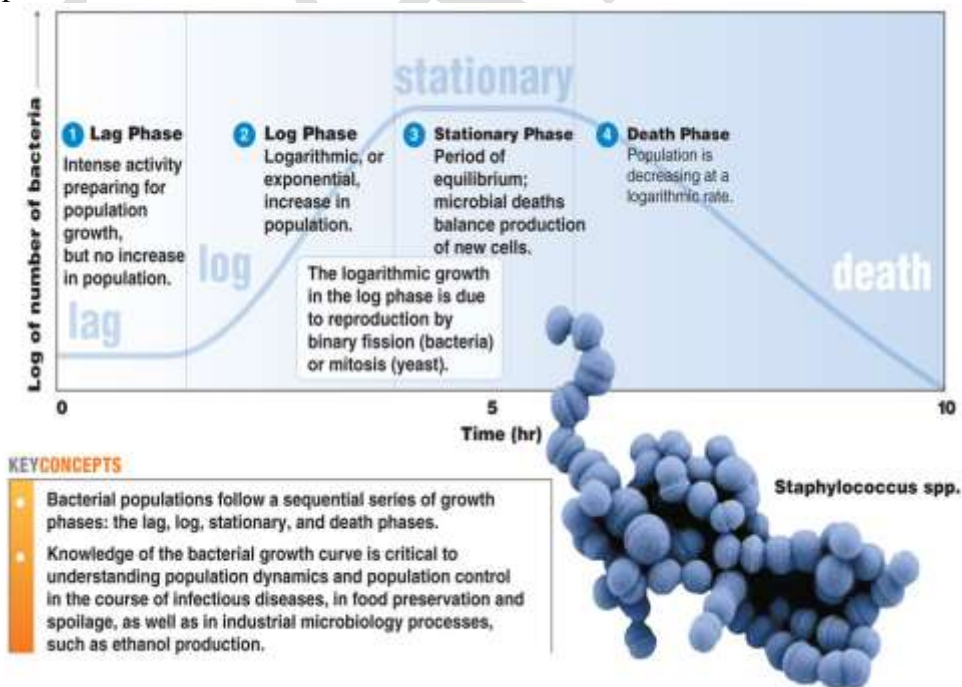 stationary
1 Lag Phase
Intense activity
preparing for
population
growth,
but no increase
in population.
2 Log Phase
Logarithmic, or
exponential,
increase in
population.
3 Stationary Phase
Period of
equilibrium;
microbial deaths
balance production
of new cells.
4 Death Phase
Population is
decreasing at a
logarithmic rate.
lag
log
death
The logarithmic growth
in the log phase is due
to reproduction by
binary fission (bacteria)
or mitosis (yeast).
Log of number of bacteria
0
5
10
Time (hr)
KEYCONCEPTS
Bacterial populations follow a sequential series of growth
phases: the lag, log, stationary, and death phases.
Knowledge of the bacterial growth curve is critical to
understanding population dynamics and population control
in the course of infectious diseases, in food preservation and
spoilage, as well as in industrial microbiology processes,
such as ethanol production.
Staphylococcus spp.